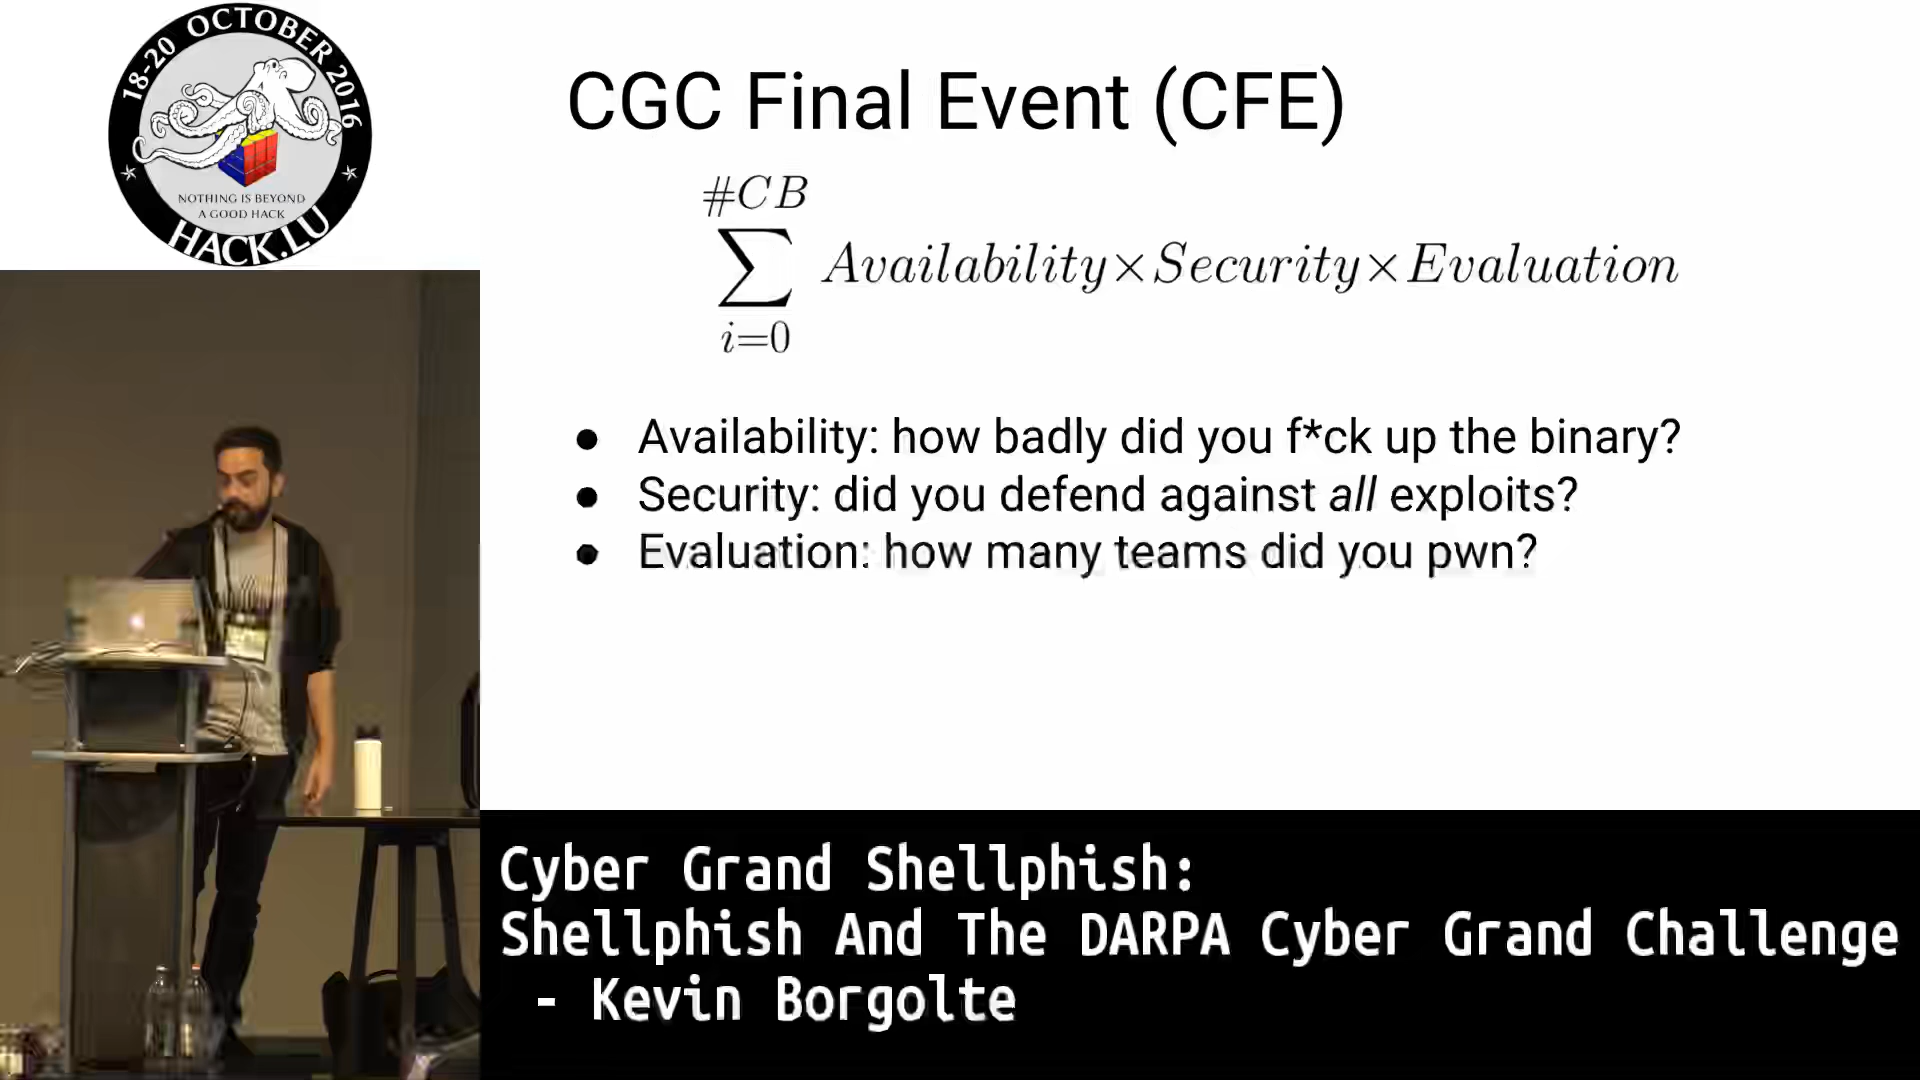 18-20 OCTOBER 2016
NOTHING IS BEYOND
A GOOD HACK
HACK.LU
CGC Final Event (CFE)
#CB
∑ Availability×Security×Evaluation
i=0
● Availability: how badly did you f*ck up the binary?
● Security: did you defend against all exploits?
● Evaluation: how many teams did you pwn?
Cyber Grand Shellphish:
Shellphish And The DARPA Cyber Grand Challenge
- Kevin Borgolte